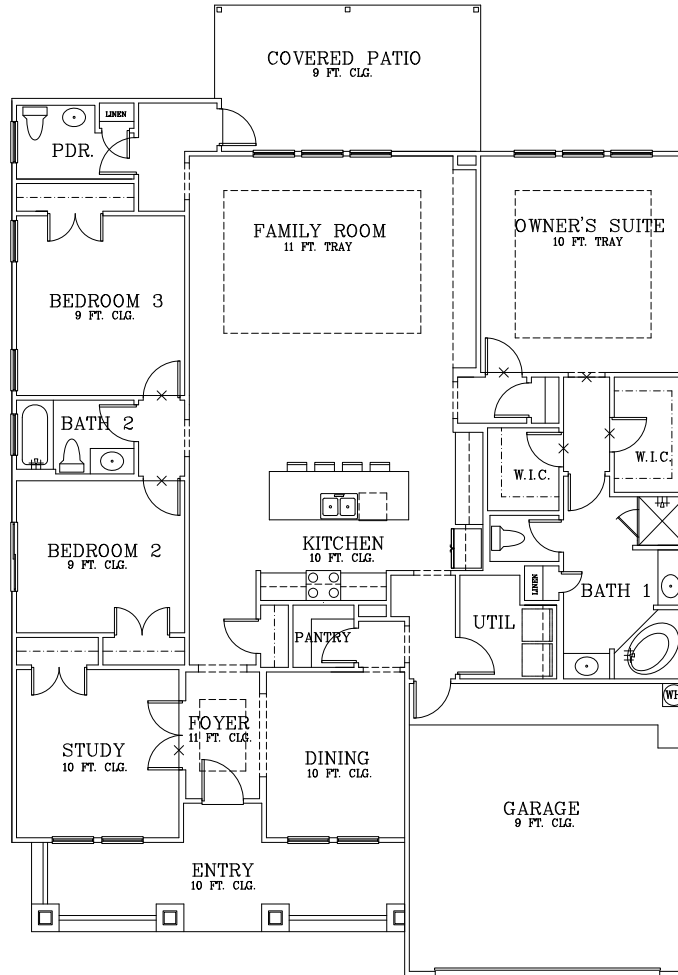 COVERED PATIO
9 FT. CLG.
LINEN
PDR.
FAMILY ROOM
11 FT. TRAY
OWNER'S SUITE
10 FT. TRAY
BEDROOM 3
9 FT. CLG.
BATH 2
W.I.C.
W.I.C.
KITCHEN
10 FT. CLG.
BEDROOM 2
9 FT. CLG.
LINEN
BATH 1
UTIL
PANTRY
WH
FOYER
11 FT. CLG.
STUDY
10 FT. CLG.
DINING
10 FT. CLG.
GARAGE
9 FT. CLG.
ENTRY
10 FT. CLG.